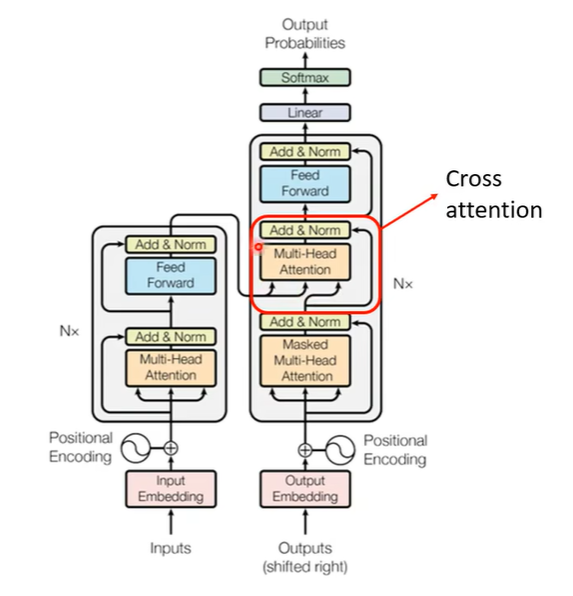 Output
Probabilities
Softmax
Linear
Add & Norm
Feed
Forward
Add & Norm
Multi-Head
Attention
Cross
attention
Nx
Add & Norm
Masked
Multi-Head
Attention
Add & Norm
Feed
Forward
Nx
Add & Norm
Multi-Head
Attention
Positional
Encoding
Positional
Encoding
Input
Embedding
Output
Embedding
Inputs
Outputs
(shifted right)